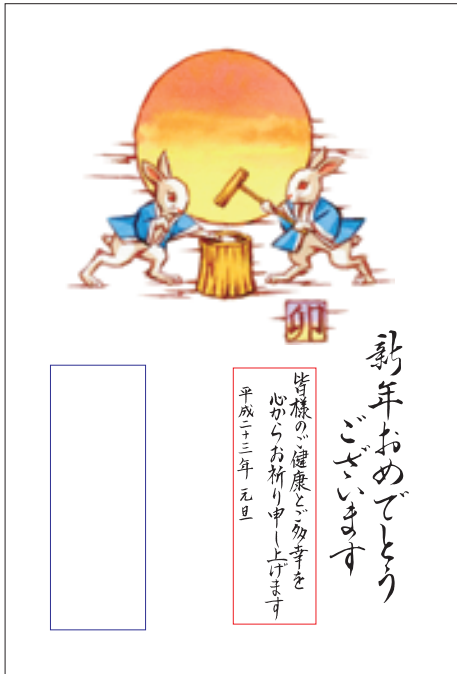 卯
新年おめでとう
ございます
皆様のご健康とご多幸を
心からお祈り申し上げます
平成二十三年 元旦